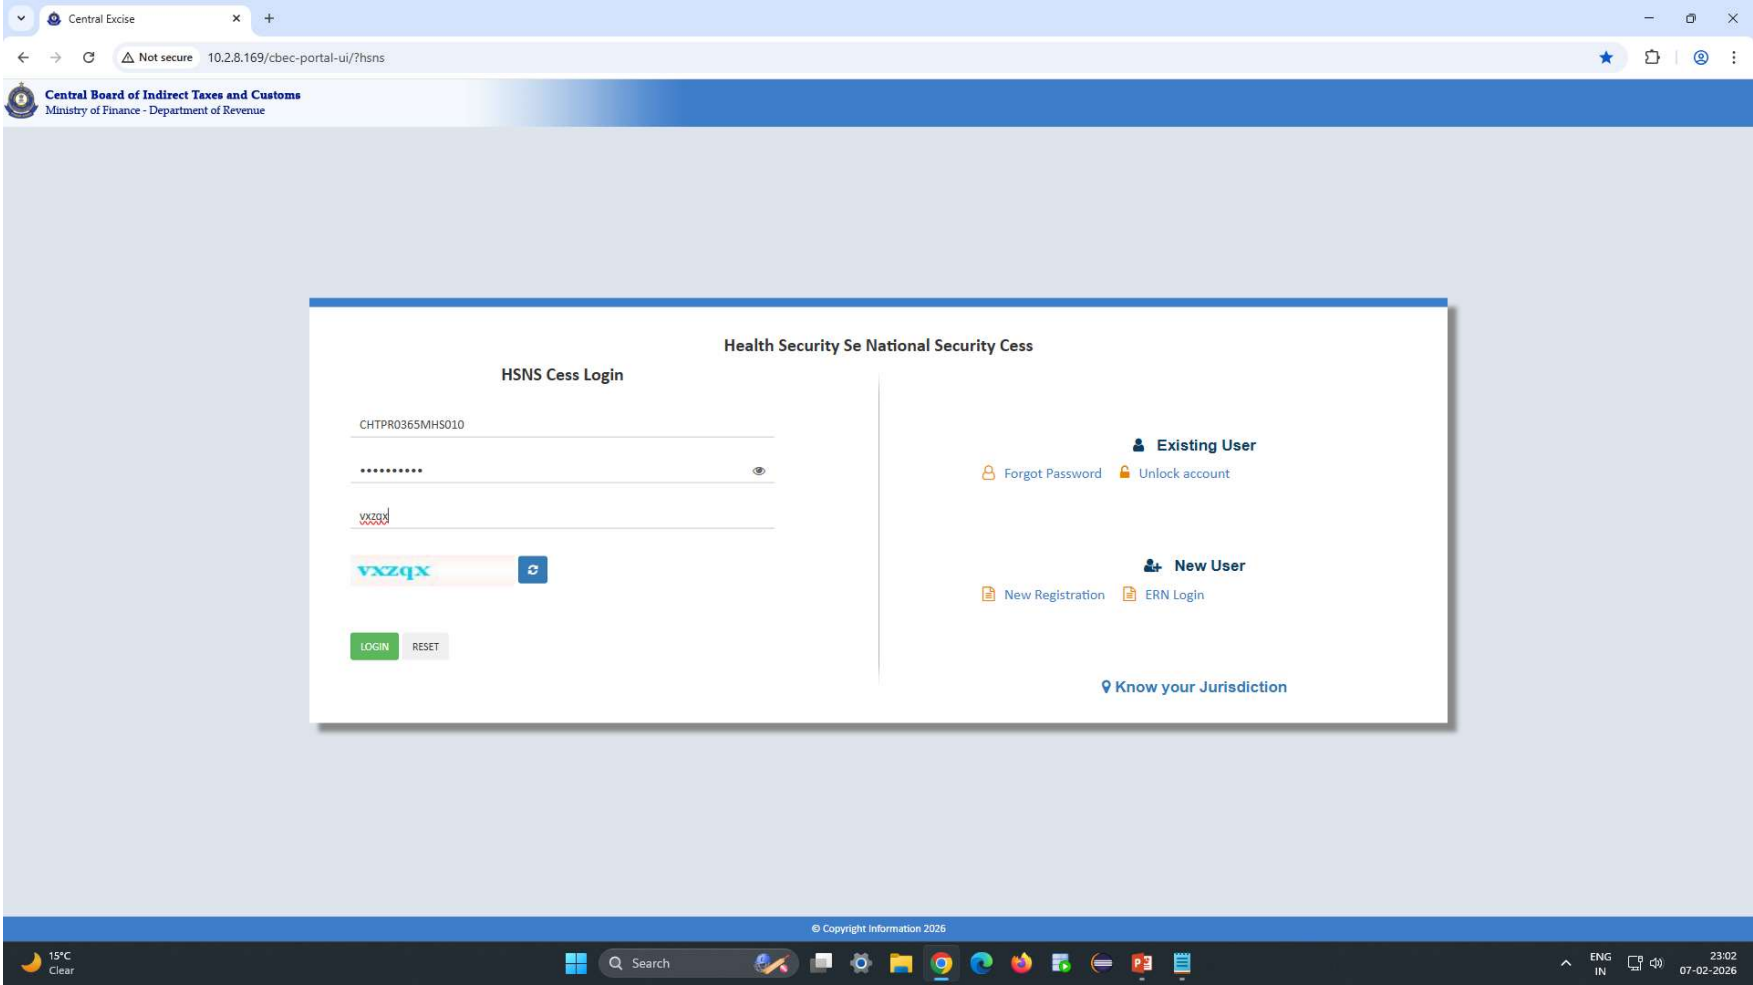 Central Excise
Not secure 10.2.8.169/cbec-portal-ui/?hsns
Central Board of Indirect Taxes and Customs
Ministry of Finance - Department of Revenue
Health Security Se National Security Cess
HSNS Cess Login
CHTPR0365MHS010
••••••••••
vxzqx
vxzqx
LOGIN RESET
Existing User
Forgot Password Unlock account
New User
New Registration ERN Login
Know your Jurisdiction
© Copyright Information 2026
15°C
Clear
Search
ENG
IN
23:02
07-02-2026